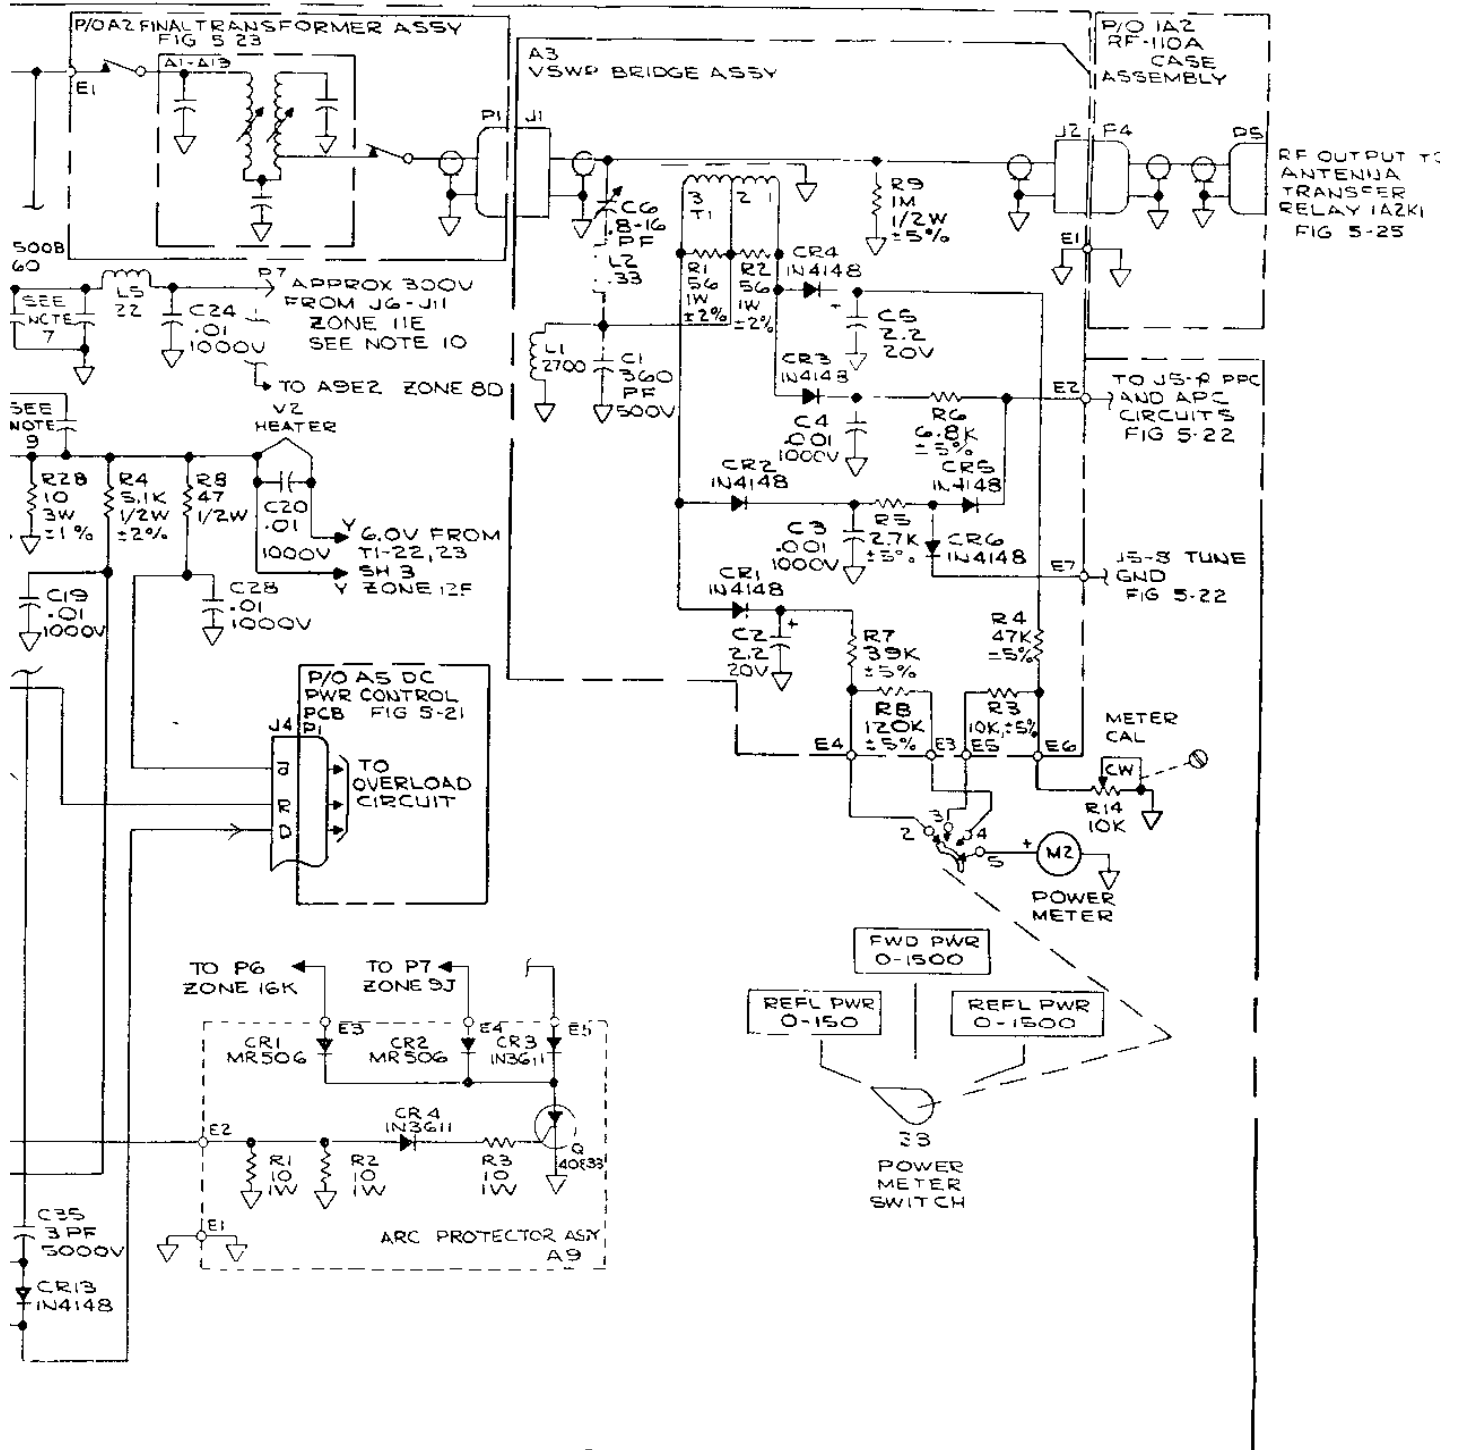 P/O A2 FINAL TRANSFORMER ASSY
FIG 5 23
A1-A13
E1
P1
J1
A3
VSWP BRIDGE ASSY
P/O 1A2
RF-110A
CASE
ASSEMBLY
J2
P5
RF OUTPUT TO
ANTENNA
TRANSFER
RELAY 1A2K1
FIG 5-25
E1
C6
.8-16
PF
L2
.33
3
2
1
T1
R9
1M
1/2W
±5%
R1
56
1W
±2%
R2
56
1W
±2%
CR4
1N4148
+
C5
2.2
20V
500B
60
SEE
NOTE
7
L5
22
C24
.01
1000V
P7
APPROX 300V
FROM J6-J11
ZONE 11E
SEE NOTE 10
TO A9E2 ZONE 8D
L1
2700
C1
360
PF
500V
CR3
1N4148
C4
.001
1000V
R6
6.8K
±5%
E2
TO J5-P PPC
AND APC
CIRCUITS
FIG 5-22
SEE
NOTE
9
V2
HEATER
R28
10
3W
±1%
R4
5.1K
1/2W
±2%
R8
47
1/2W
C20
.01
1000V
Y
6.0V FROM
T1-22,23
SH 3
ZONE 12F
Y
CR2
1N4148
CR5
1N4148
C3
.001
1000V
R5
2.7K
±5%
CR6
1N4148
E7
J5-8 TUNE
GND
FIG 5-22
C19
.01
1000V
C28
.01
1000V
CR1
1N4148
C2
2.2
20V
+
R7
39K
±5%
R4
47K
±5%
R8
120K
±5%
R3
10K,±5%
E4
E3
E5
E6
METER
CAL
CW
R14
10K
P/O A5 DC
PWR CONTROL
PCB FIG 5-21
J4
P1
R
D
TO
OVERLOAD
CIRCUIT
2
3
4
5
+
M2
POWER
METER
FWD PWR
0-1500
REFL PWR
0-150
REFL PWR
0-1500
33
POWER
METER
SWITCH
TO P6
ZONE 16K
TO P7
ZONE 9J
E3
E4
E5
CR1
MR506
CR2
MR506
CR3
1N3611
E2
CR4
1N3611
R1
10
1W
R2
10
1W
R3
10
1W
Q
E1
ARC PROTECTOR ASSY
A9
C35
3 PF
5000V
CR13
1N4148